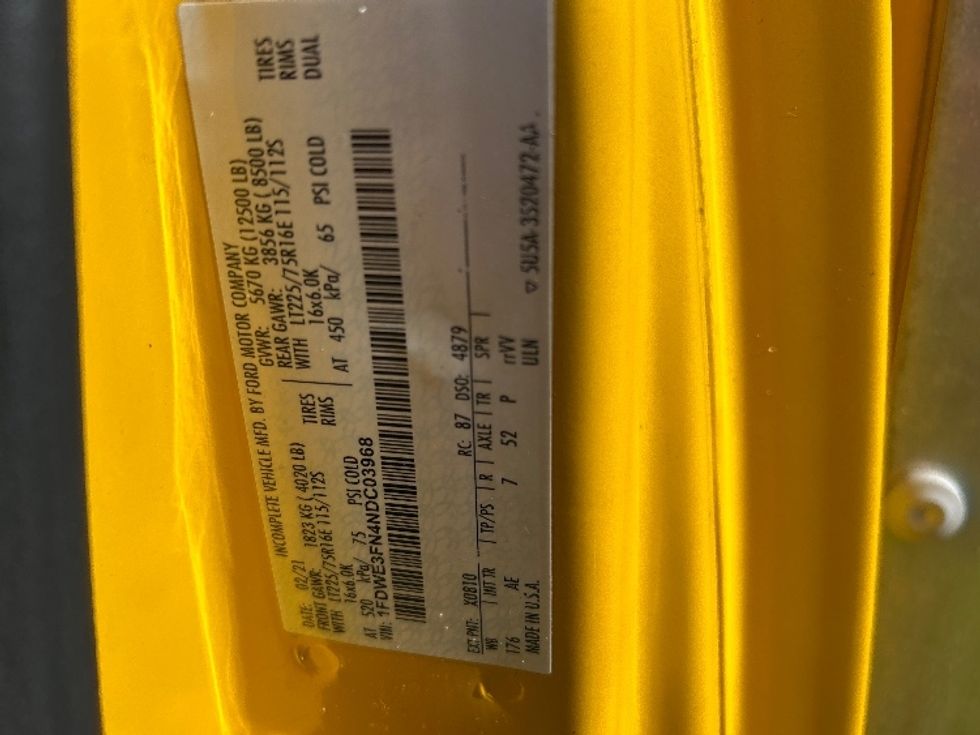 INCOMPLETE VEHICLE MFD. BY FORD MOTOR COMPANY
DATE: 02/21 GVWR: 5670 KG (12500 LB)
FRONT GAWR: 1823 KG ( 4020 LB) REAR GAWR: 3856 KG ( 8500 LB)
WITH LT225/75R16E 115/112S TIRES WITH LT225/75R16E 115/112S TIRES
16x6.0K RIMS 16x6.0K RIMS
AT 520 kPa/ 75 PSI COLD AT 450 kPa/ 65 PSI COLD DUAL
VIN: 1FDWE3FN4NDC03968
EXT PNT: X0810 RC: 87 DSO: 4879
WB INT TR TP/PS R AXLE TR SPR
176 AE 7 52 P rrVV
MADE IN U.S.A. ULN
▽ 5U5A-3520472-AA